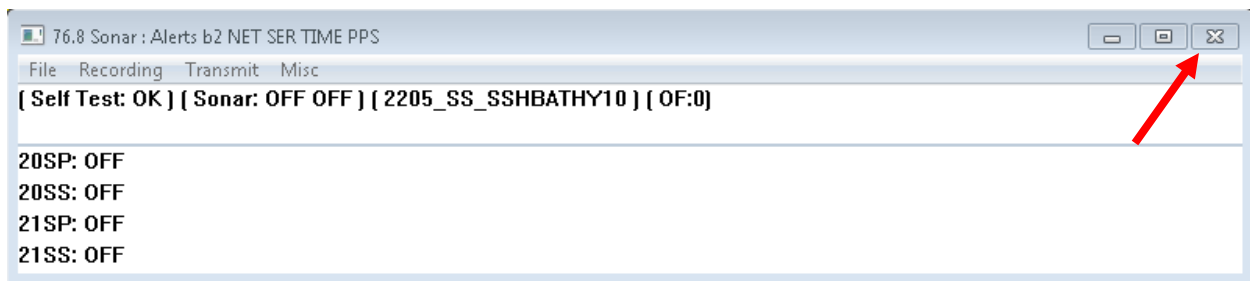 76.8 Sonar : Alerts b2 NET SER TIME PPS
File Recording Transmit Misc
( Self Test: OK ) ( Sonar: OFF OFF ) ( 2205_SS_SSHBATHY10 ) ( OF:0)
20SP: OFF
20SS: OFF
21SP: OFF
21SS: OFF